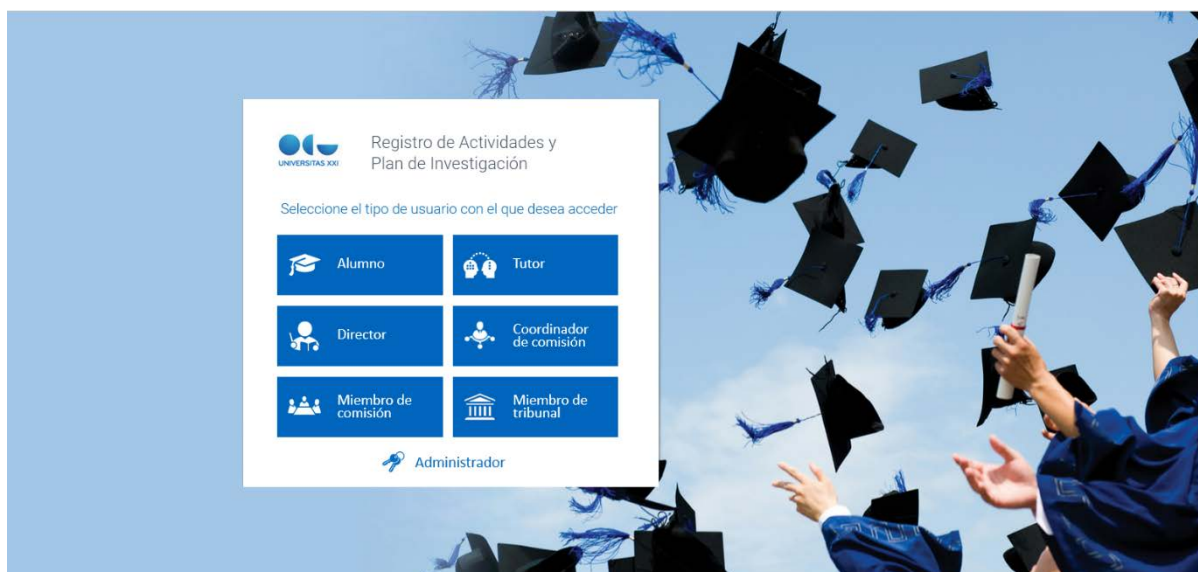 UNIVERSITAS XXI
Registro de Actividades y
Plan de Investigación
Seleccione el tipo de usuario con el que desea acceder
Alumno
Tutor
Director
Coordinador
de comisión
Miembro de
comisión
Miembro de
tribunal
Administrador